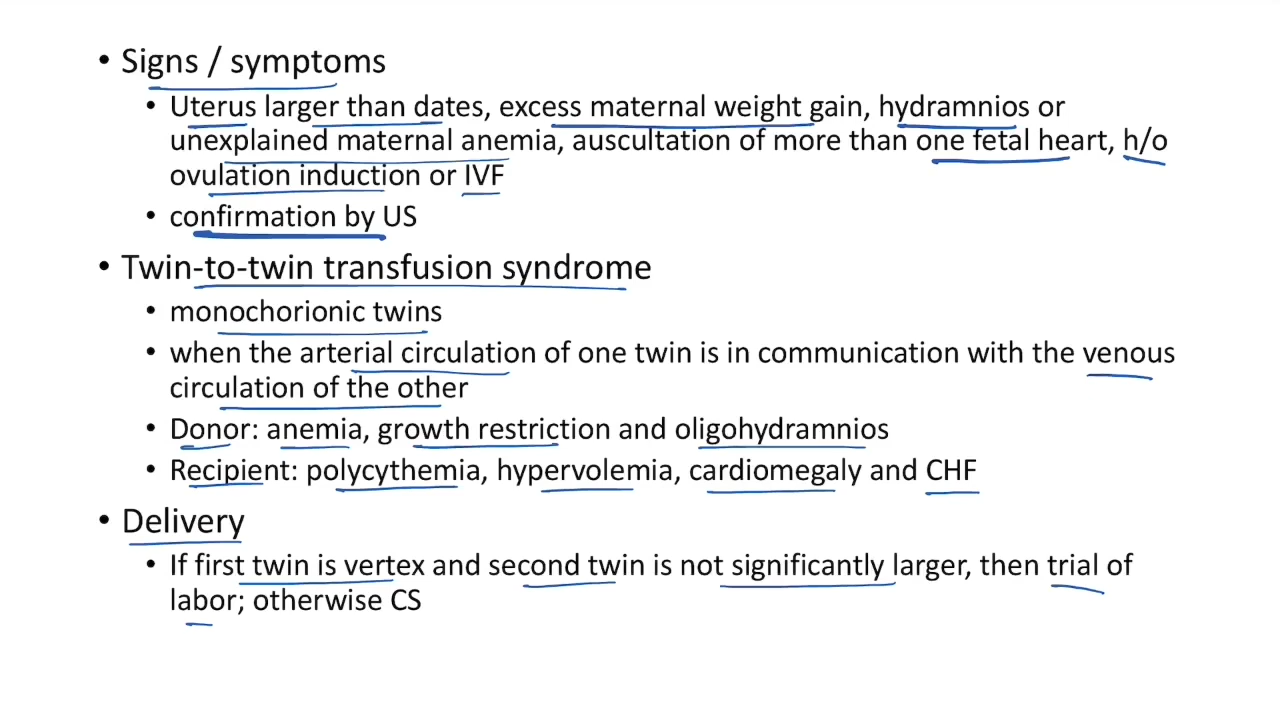 • Signs / symptoms
• Uterus larger than dates, excess maternal weight gain, hydramnios or
unexplained maternal anemia, auscultation of more than one fetal heart, h/o
ovulation induction or IVF
• confirmation by US
• Twin-to-twin transfusion syndrome
• monochorionic twins
• when the arterial circulation of one twin is in communication with the venous
circulation of the other
• Donor: anemia, growth restriction and oligohydramnios
• Recipient: polycythemia, hypervolemia, cardiomegaly and CHF
• Delivery
• If first twin is vertex and second twin is not significantly larger, then trial of
labor; otherwise CS